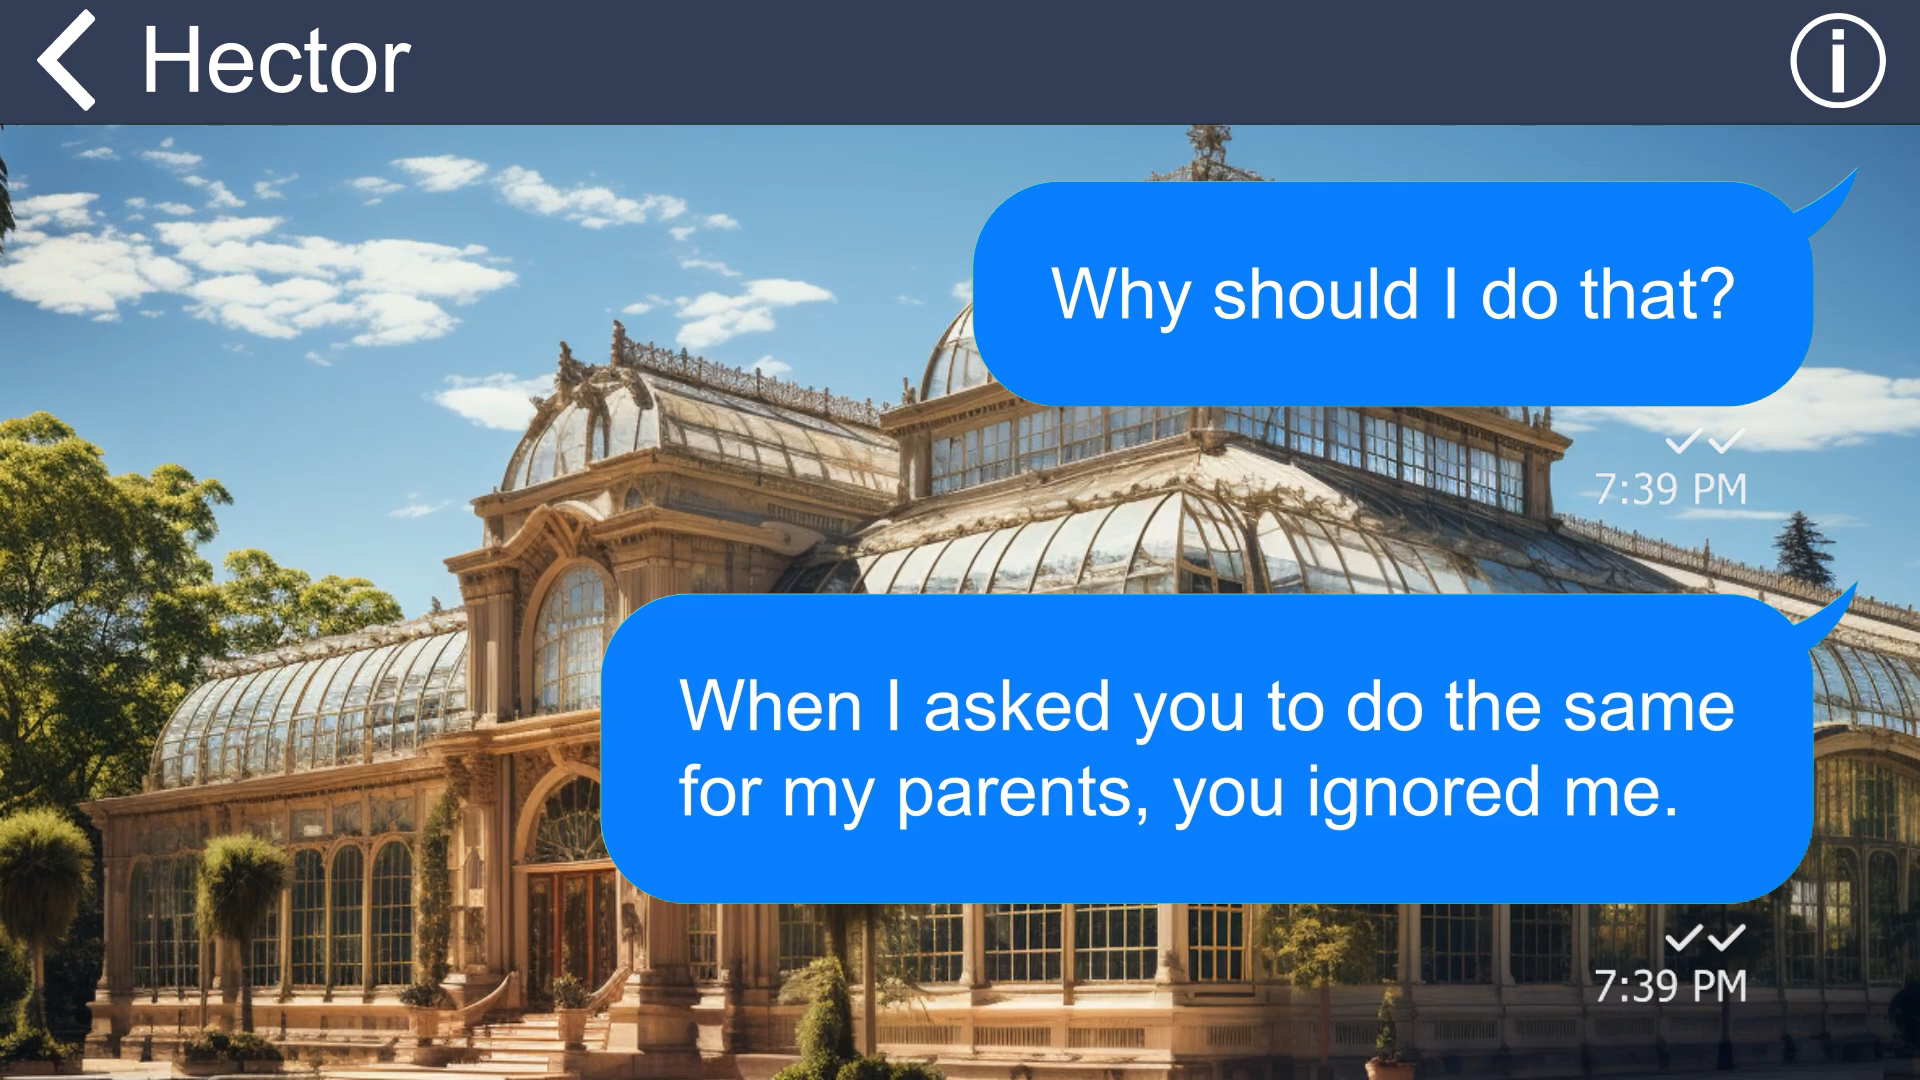 Hector
Why should I do that?
7:39 PM
When I asked you to do the same
for my parents, you ignored me.
7:39 PM